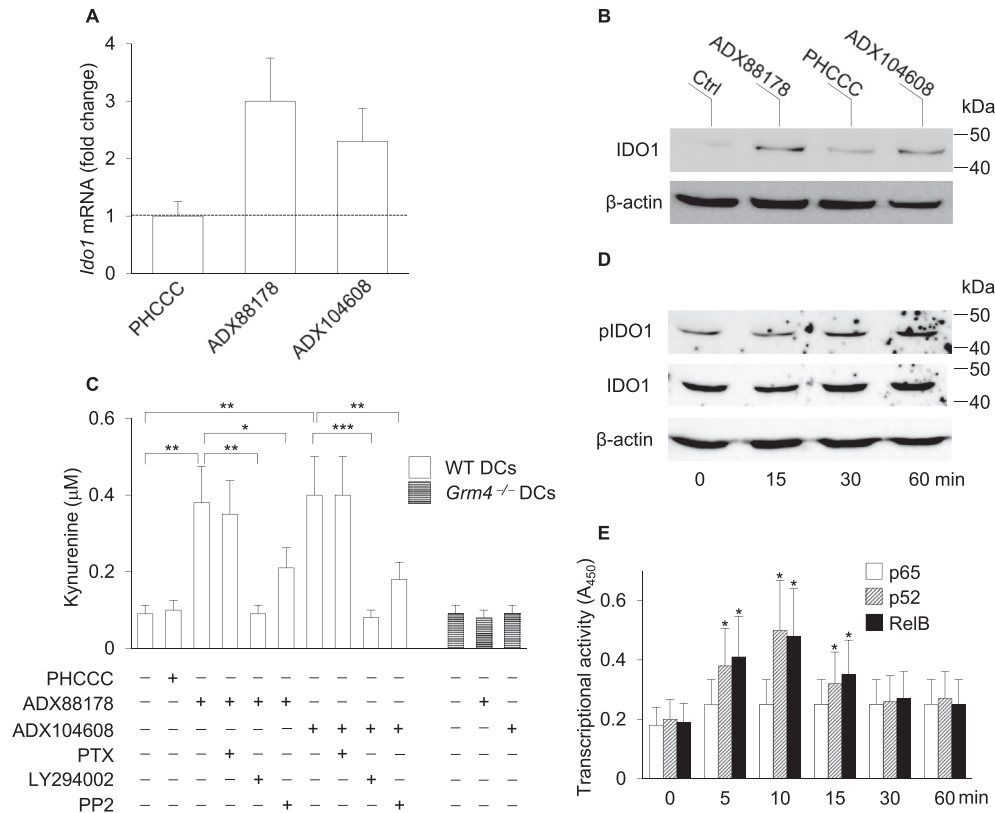 A
Ido1 mRNA (fold change)
4
3
2
1
0
PHCCC
ADX88178
ADX104608
B
Ctrl
ADX88178
PHCCC
ADX104608
kDa
IDO1
50
40
β-actin
C
Kynurenine (μM)
0.6
0.4
0.2
0
** ** 
* ***
** **
WT DCs
Grm4 –/– DCs
PHCCC – + – – – – – – – – – – –
ADX88178 – – + + + + – – – – – + –
ADX104608 – – – – – – + + + + – – +
PTX – – – + – – – + – – – – –
LY294002 – – – – + – – – + – – – –
PP2 – – – – – + – – – + – – –
D
kDa
pIDO1
50
40
IDO1
50
40
β-actin
0 15 30 60 min
E
Transcriptional activity (A450)
0.6
0.4
0.2
0
p65
p52
RelB
* * * * * *
0 5 10 15 30 60 min